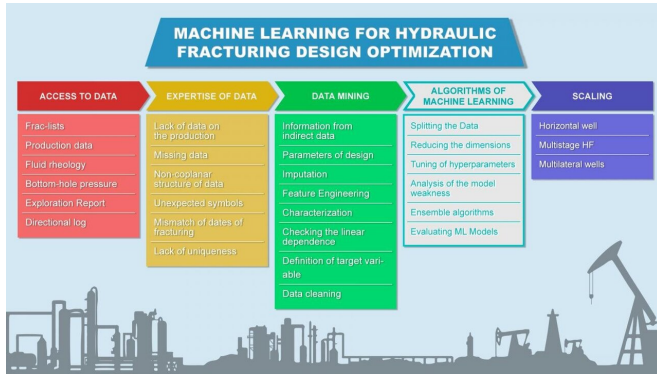 MACHINE LEARNING FOR HYDRAULIC
FRACTURING DESIGN OPTIMIZATION
ACCESS TO DATA
Frac-lists
Production data
Fluid rheology
Bottom-hole pressure
Exploration Report
Directional log
EXPERTISE OF DATA
Lack of data on
the production
Missing data
Non-coplanar
structure of data
Unexpected symbols
Mismatch of dates of
fracturing
Lack of uniqueness
DATA MINING
Information from
indirect data
Parameters of design
Imputation
Feature Engineering
Characterization
Checking the linear
dependence
Definition of target vari-
able
Data cleaning
ALGORITHMS OF
MACHINE LEARNING
Splitting the Data
Reducing the dimensions
Tuning of hyperparameters
Analysis of the model
weakness
Ensemble algorithms
Evaluating ML Models
SCALING
Horizontal well
Multistage HF
Multilateral wells